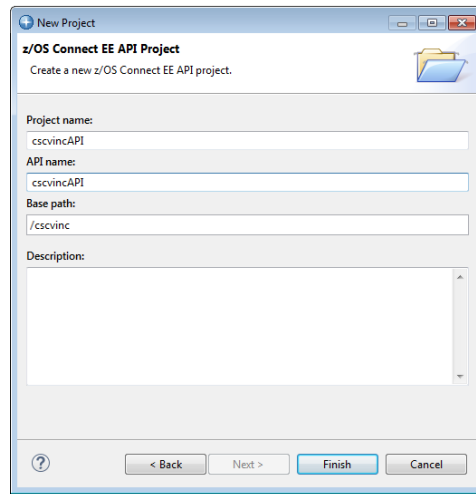 New Project
z/OS Connect EE API Project
Create a new z/OS Connect EE API project.
Project name:
cscvincAPI
API name:
cscvincAPI
Base path:
/cscvinc
Description:
?
< Back
Next >
Finish
Cancel